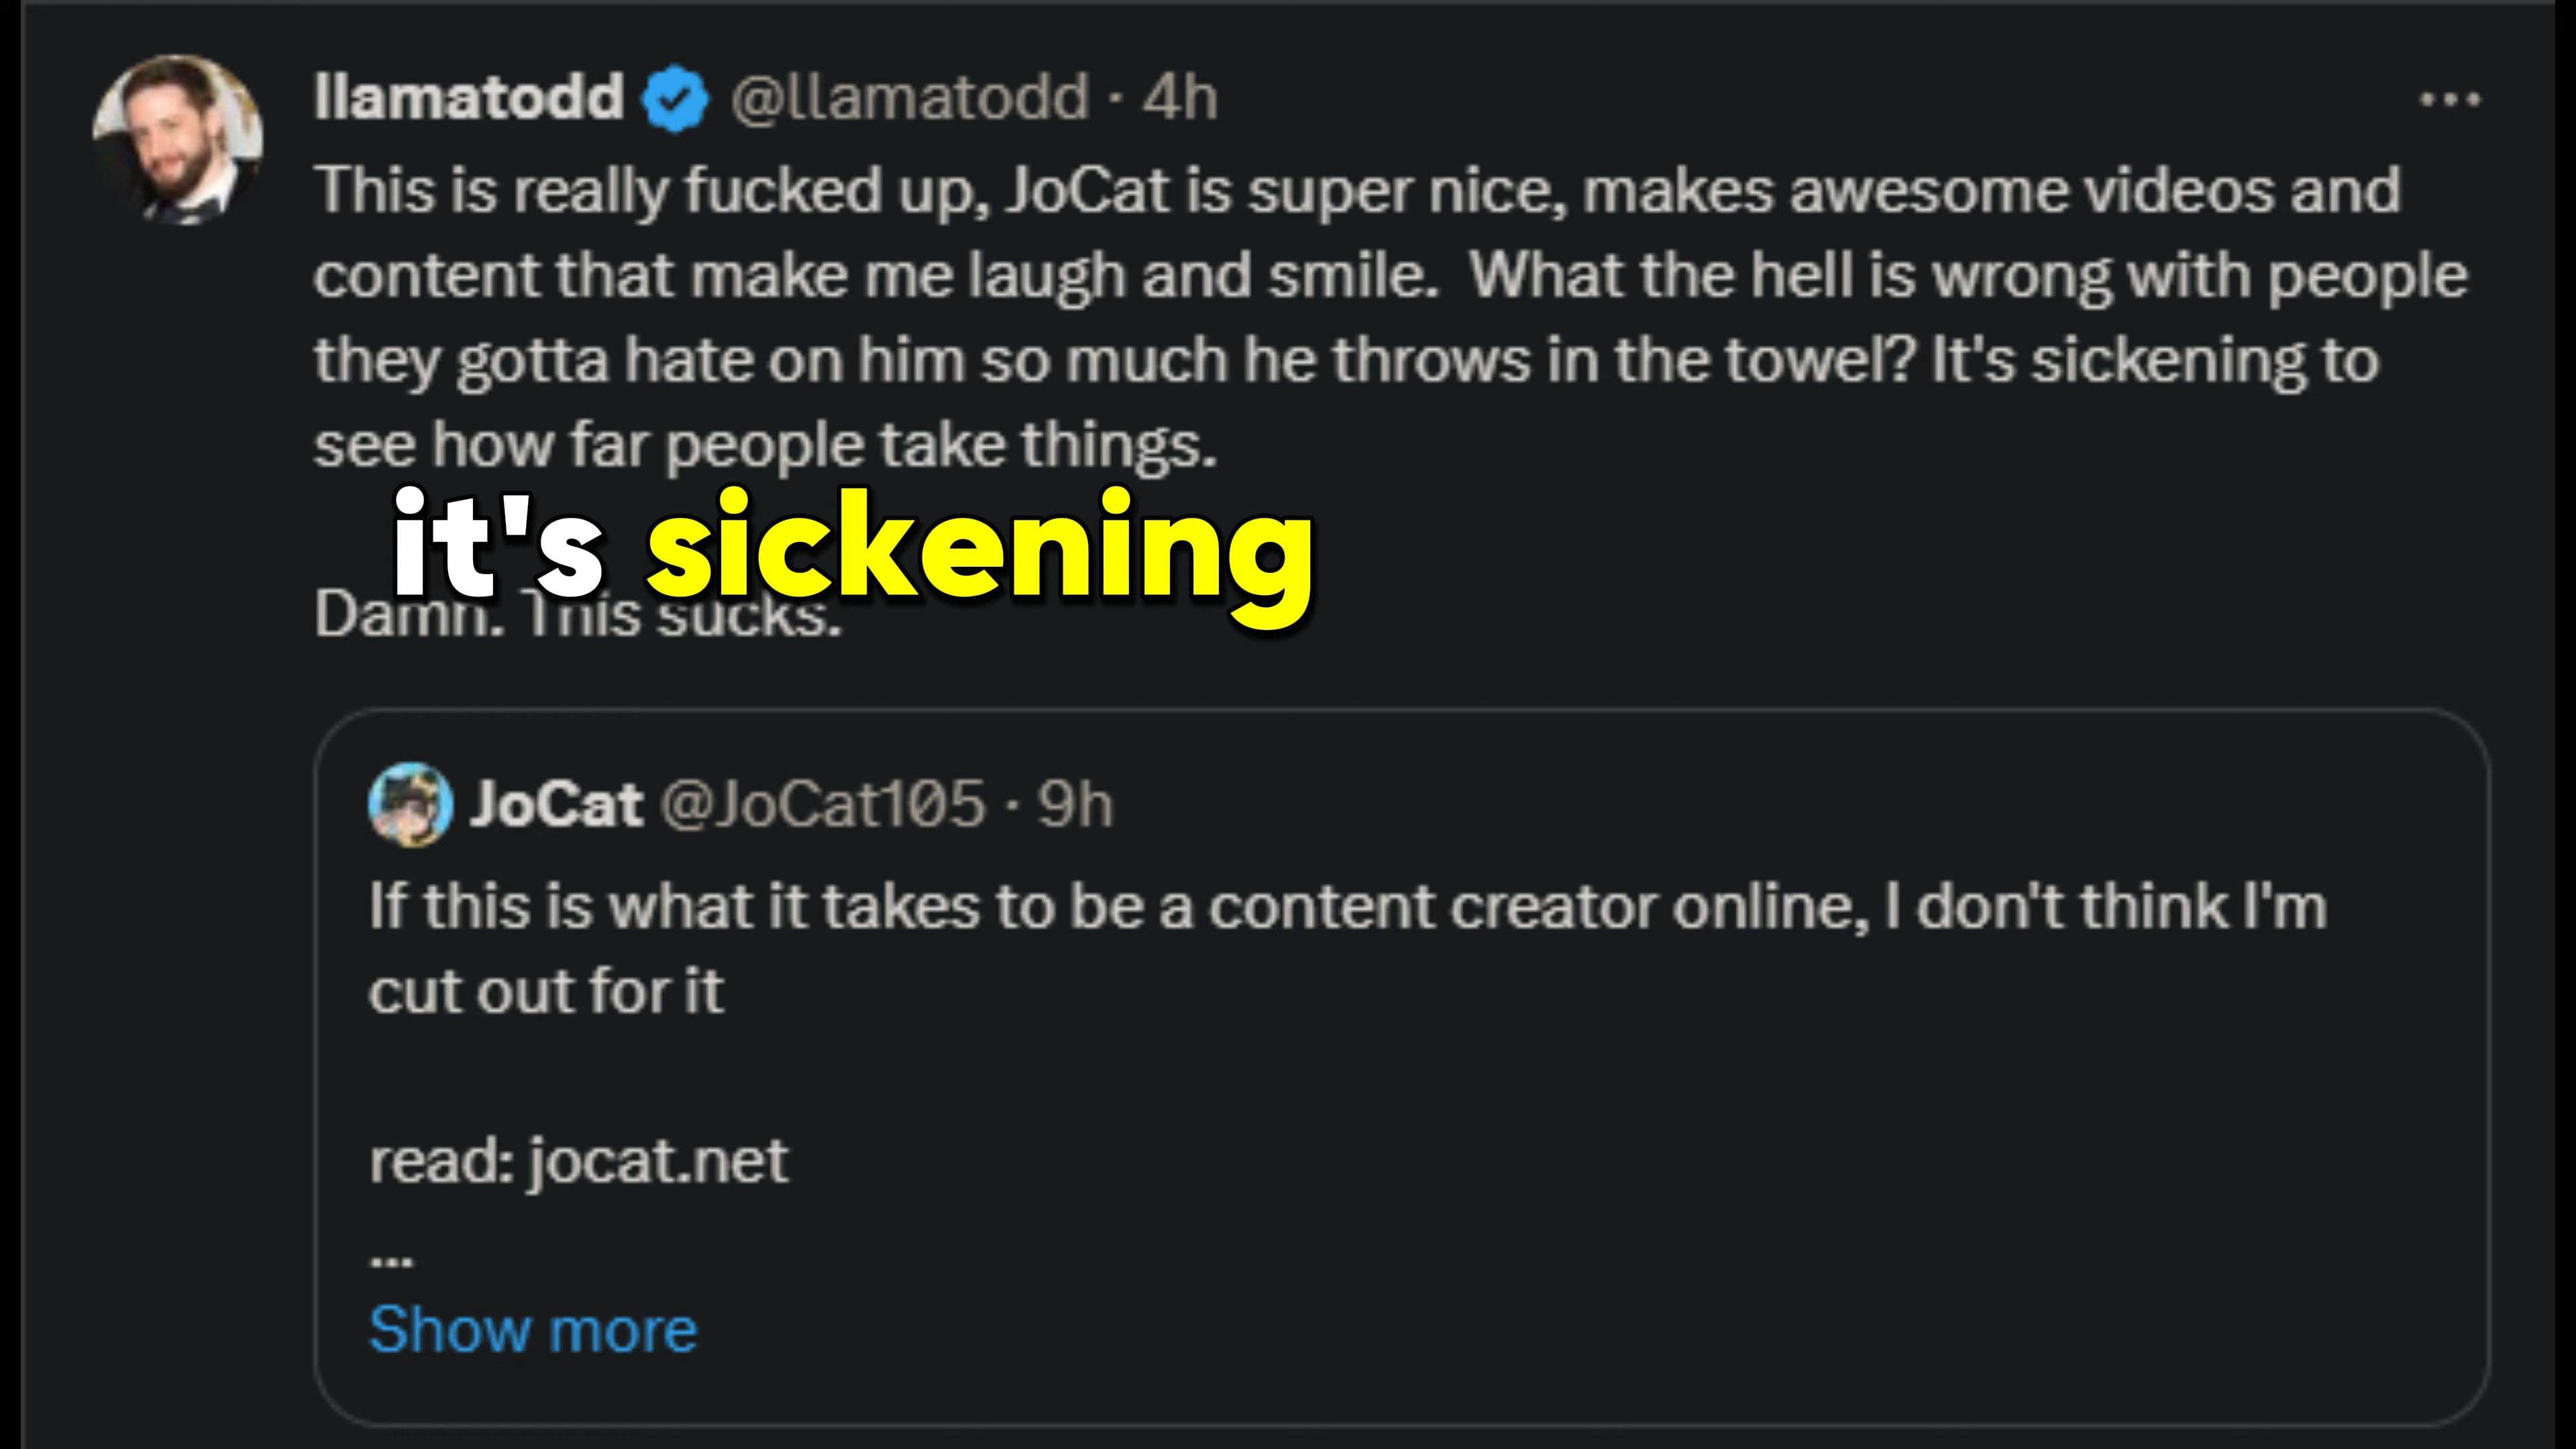 llamatodd @llamatodd · 4h
This is really fucked up, JoCat is super nice, makes awesome videos and
content that make me laugh and smile.  What the hell is wrong with people
they gotta hate on him so much he throws in the towel? It's sickening to
see how far people take things.
it's sickening
Damn. This sucks.
JoCat @JoCat105 · 9h
If this is what it takes to be a content creator online, I don't think I'm
cut out for it
read: jocat.net
...
Show more